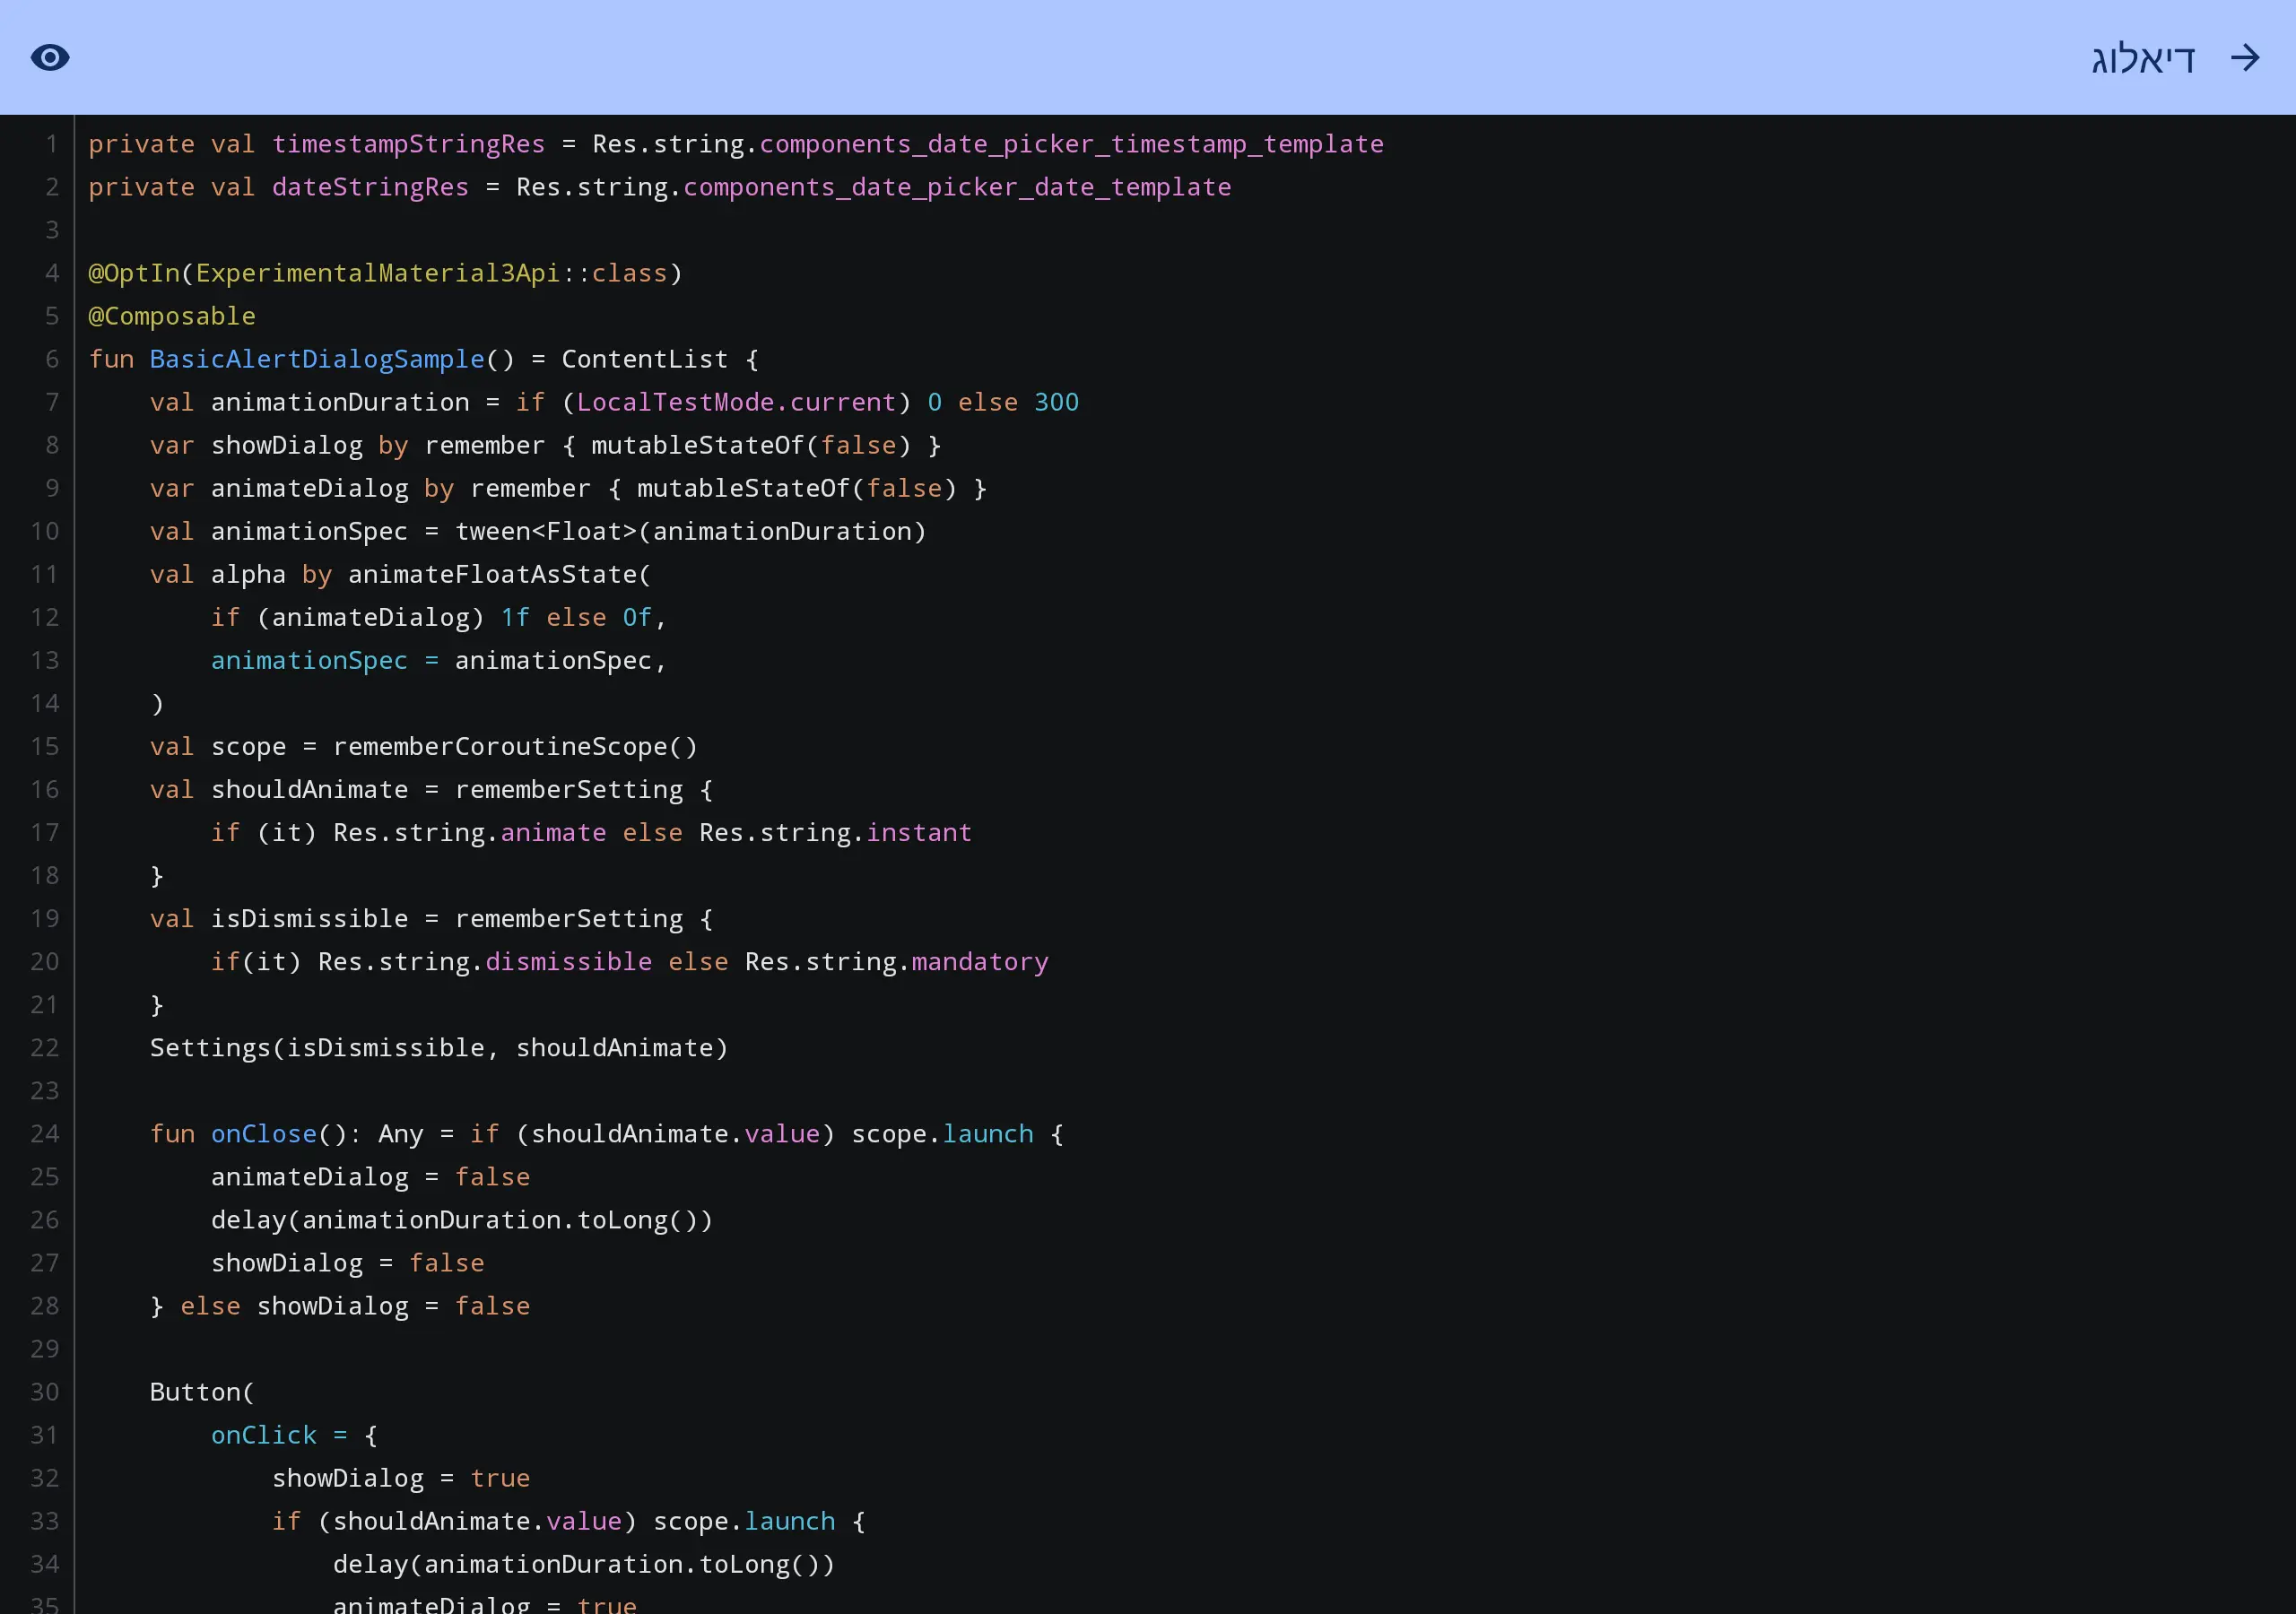 דיאלוג
1 private val timestampStringRes = Res.string.components_date_picker_timestamp_template
2 private val dateStringRes = Res.string.components_date_picker_date_template
3
4 @OptIn(ExperimentalMaterial3Api::class)
5 @Composable
6 fun BasicAlertDialogSample() = ContentList {
7     val animationDuration = if (LocalTestMode.current) 0 else 300
8     var showDialog by remember { mutableStateOf(false) }
9     var animateDialog by remember { mutableStateOf(false) }
10     val animationSpec = tween<Float>(animationDuration)
11     val alpha by animateFloatAsState(
12         if (animateDialog) 1f else 0f,
13         animationSpec = animationSpec,
14     )
15     val scope = rememberCoroutineScope()
16     val shouldAnimate = rememberSetting {
17         if (it) Res.string.animate else Res.string.instant
18     }
19     val isDismissible = rememberSetting {
20         if(it) Res.string.dismissible else Res.string.mandatory
21     }
22     Settings(isDismissible, shouldAnimate)
23
24     fun onClose(): Any = if (shouldAnimate.value) scope.launch {
25         animateDialog = false
26         delay(animationDuration.toLong())
27         showDialog = false
28     } else showDialog = false
29
30     Button(
31         onClick = {
32             showDialog = true
33             if (shouldAnimate.value) scope.launch {
34                 delay(animationDuration.toLong())
35                 animateDialog = true